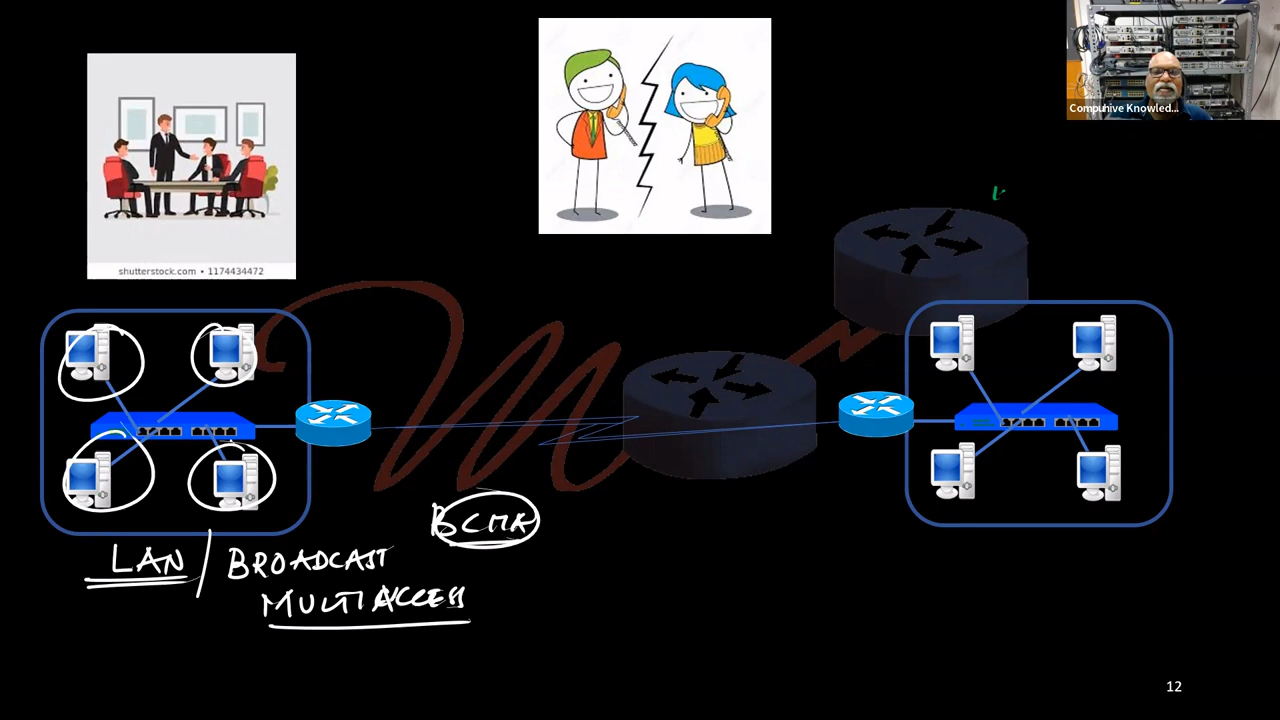 Compuhive Knowled...
shutterstock.com • 1174434472
BCMA
LAN / BROADCAST
MULTIACCESS
12